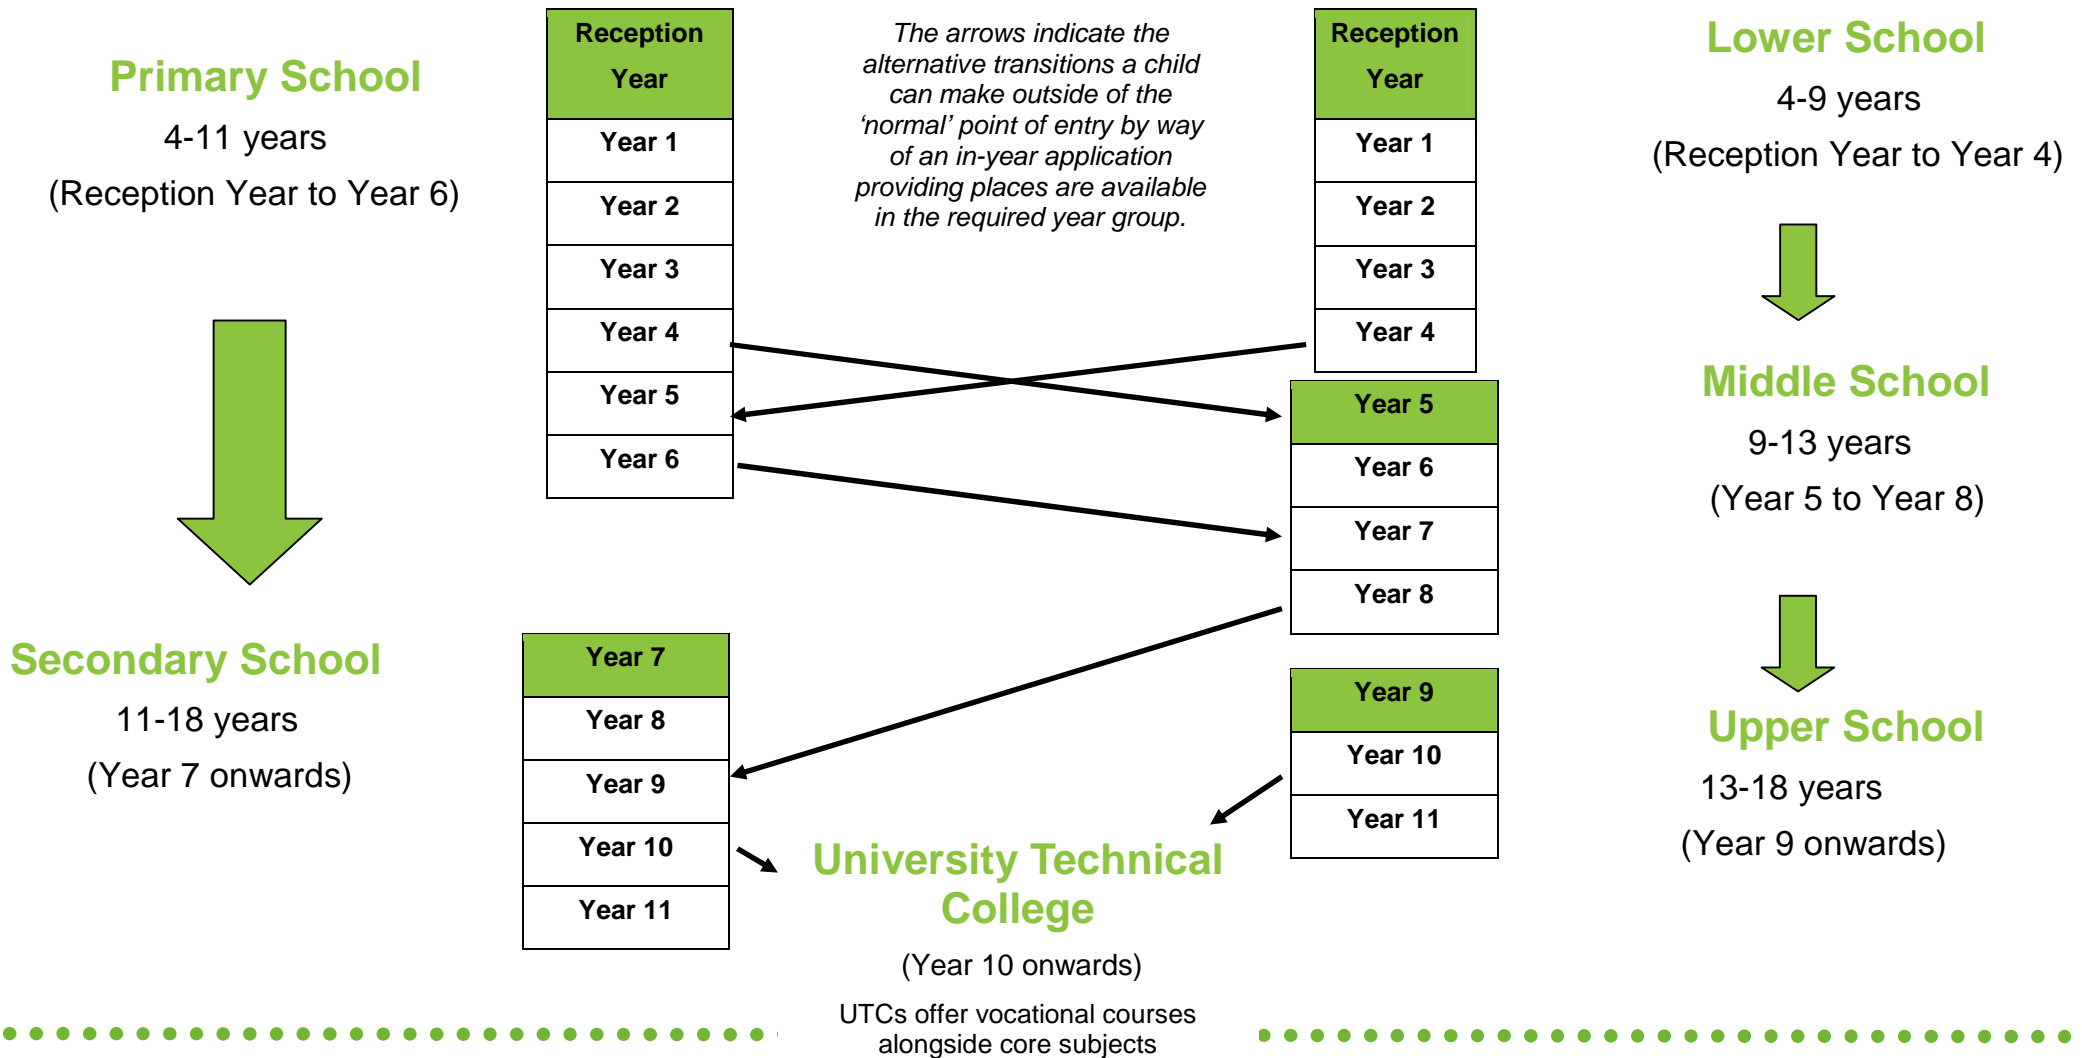 Primary School
4-11 years
(Reception Year to Year 6)
Secondary School
11-18 years
(Year 7 onwards)
Reception
Year
Year 1
Year 2
Year 3
Year 4
Year 5
Year 6
Year 7
Year 8
Year 9
Year 10
Year 11
The arrows indicate the
alternative transitions a child
can make outside of the
‘normal’ point of entry by way
of an in-year application
providing places are available
in the required year group.
University Technical
College
(Year 10 onwards)
UTCs offer vocational courses
alongside core subjects
Reception
Year
Year 1
Year 2
Year 3
Year 4
Year 5
Year 6
Year 7
Year 8
Year 9
Year 10
Year 11
Lower School
4-9 years
(Reception Year to Year 4)
Middle School
9-13 years
(Year 5 to Year 8)
Upper School
13-18 years
(Year 9 onwards)